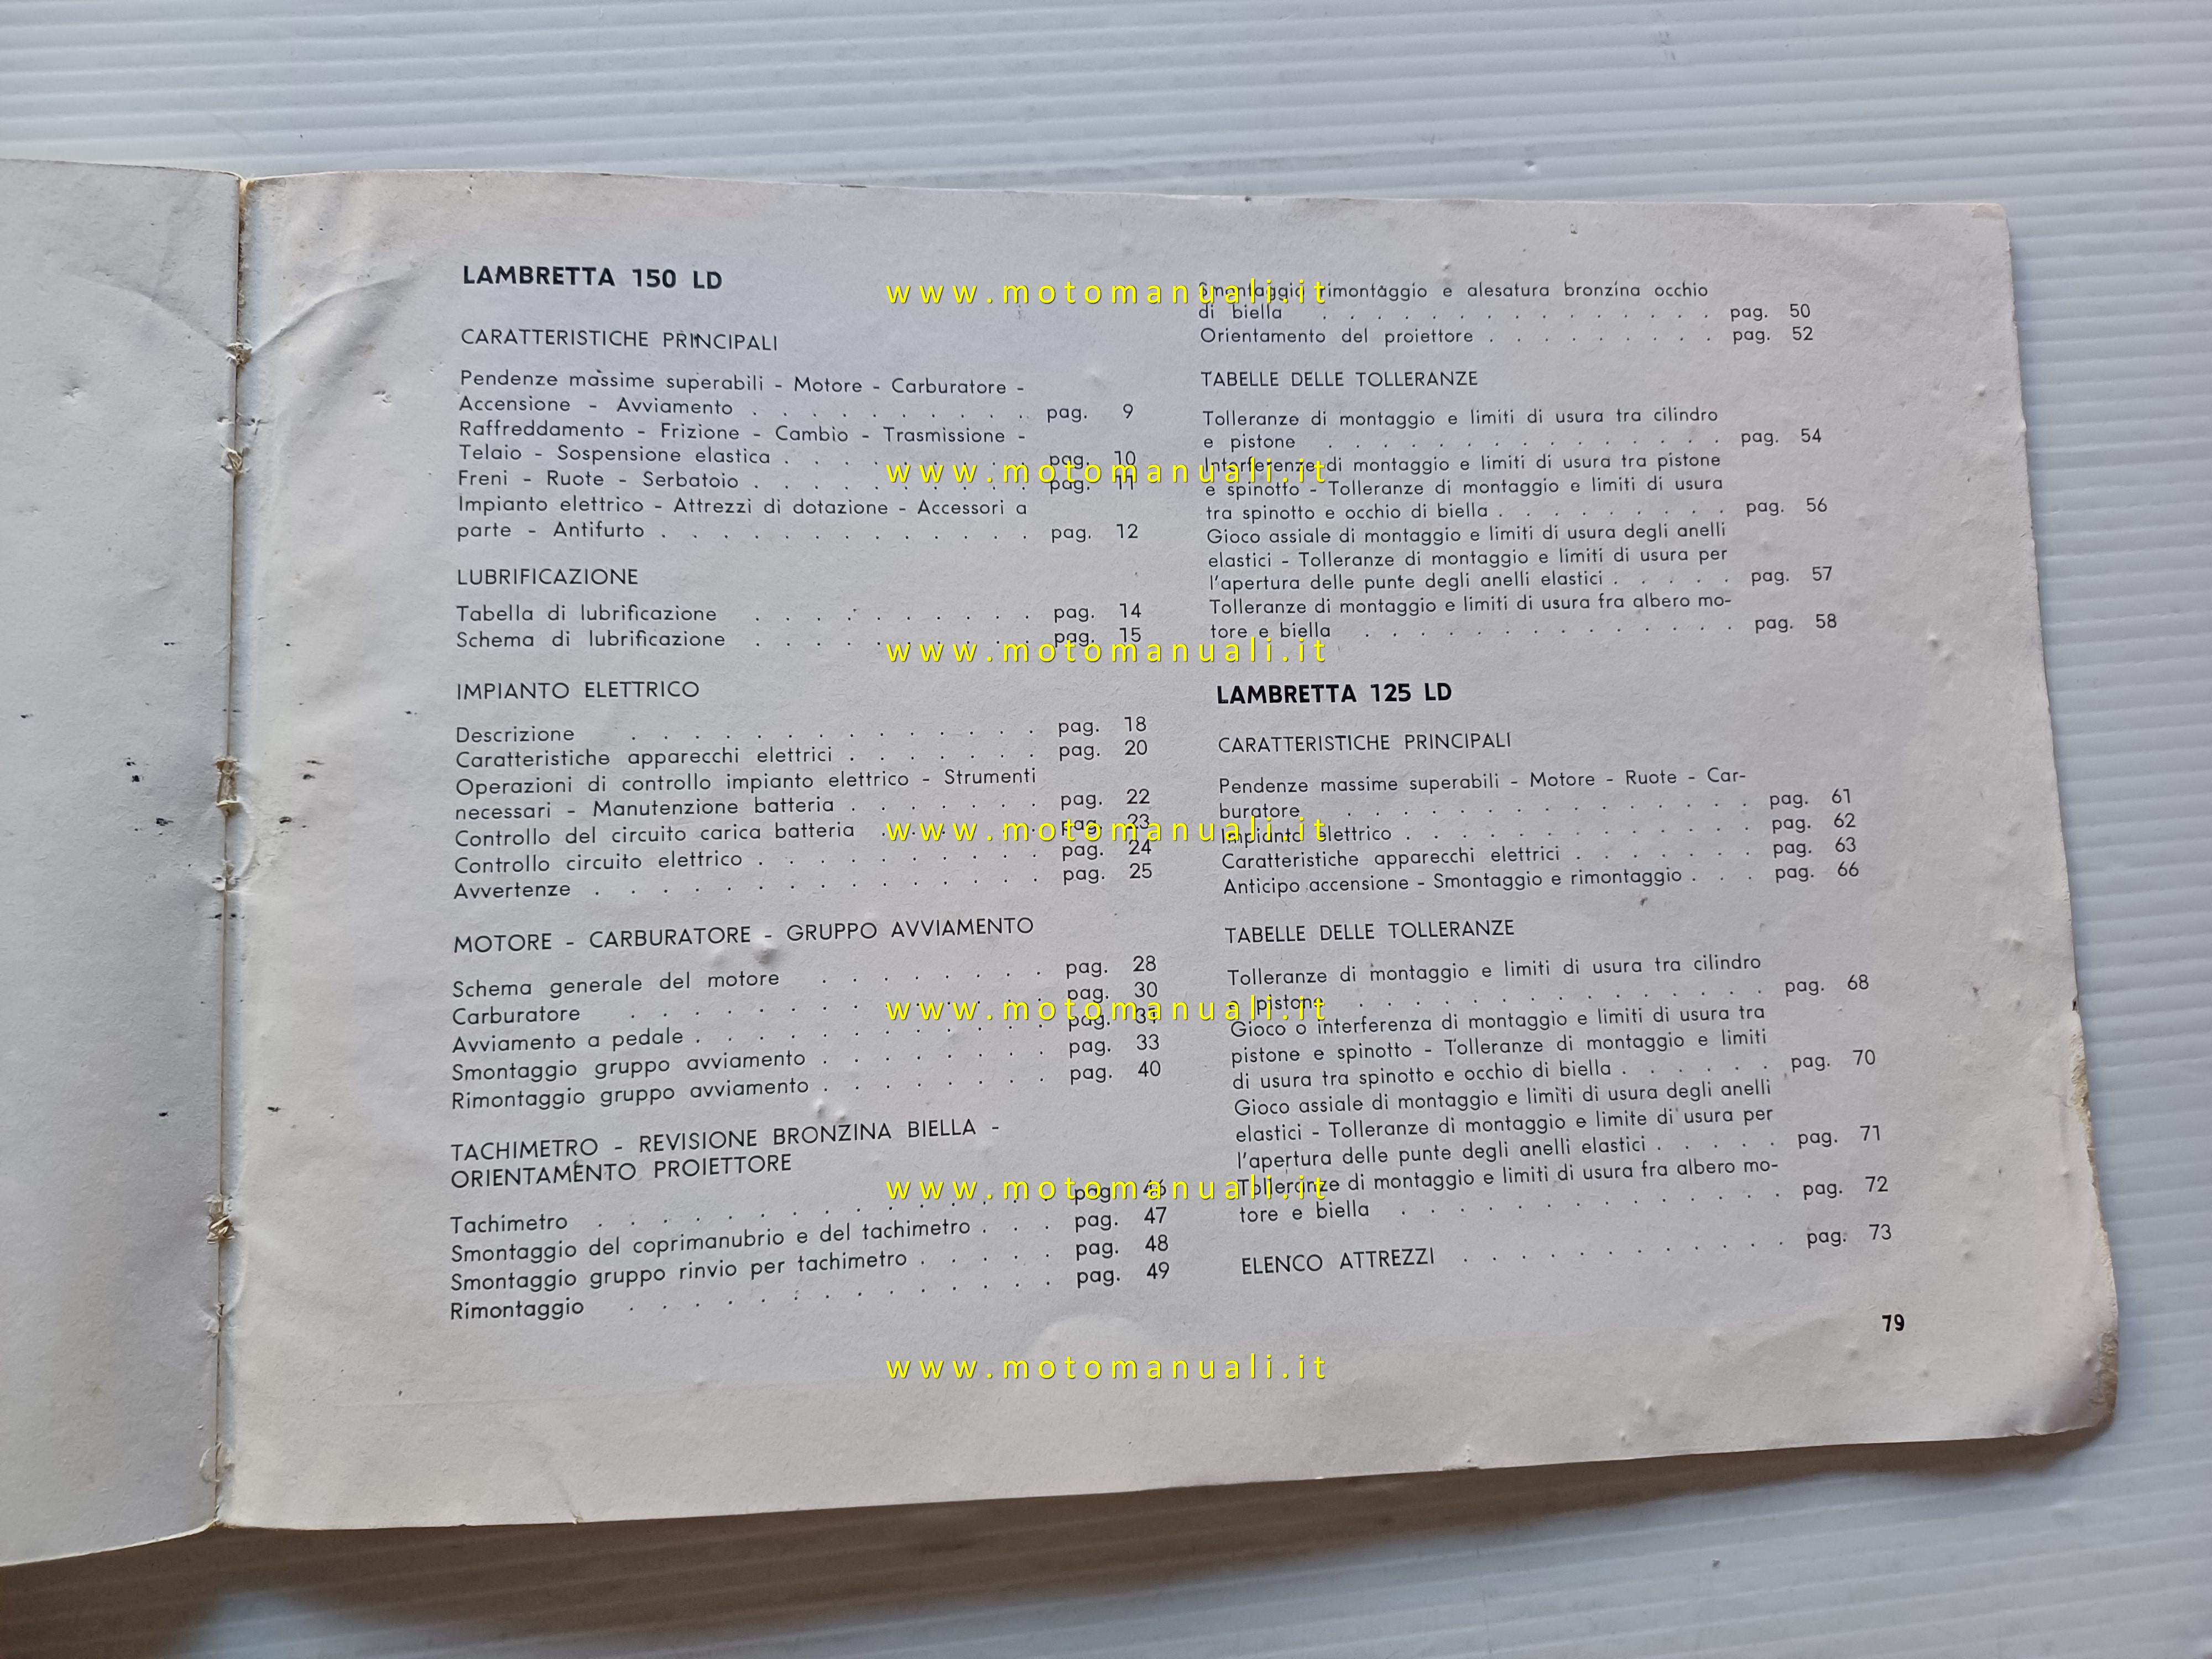 LAMBRETTA 150 LD
CARATTERISTICHE PRINCIPALI
Pendenze massime superabili - Motore - Carburatore -
Accensione - Avviamento . . . . . . . . . . pag. 9
Raffreddamento - Frizione - Cambio - Trasmissione -
Telaio - Sospensione elastica . . . . . . . . . pag. 10
Freni - Ruote - Serbatoio . . . . . . . . . . pag. 11
Impianto elettrico - Attrezzi di dotazione - Accessori a
parte - Antifurto . . . . . . . . . . . . . pag. 12
LUBRIFICAZIONE
Tabella di lubrificazione . . . . . . . . . . pag. 14
Schema di lubrificazione . . . . . . . . . . pag. 15
IMPIANTO ELETTRICO
Descrizione . . . . . . . . . . . . . . pag. 18
Caratteristiche apparecchi elettrici . . . . . . . pag. 20
Operazioni di controllo impianto elettrico - Strumenti
necessari - Manutenzione batteria . . . . . . . pag. 22
Controllo del circuito carica batteria . . . . . . pag. 23
Controllo circuito elettrico . . . . . . . . . . pag. 24
Avvertenze . . . . . . . . . . . . . . . pag. 25
MOTORE - CARBURATORE - GRUPPO AVVIAMENTO
Schema generale del motore . . . . . . . . pag. 28
Carburatore . . . . . . . . . . . . . . pag. 30
Avviamento a pedale . . . . . . . . . . . . pag. 31
Smontaggio gruppo avviamento . . . . . . . . pag. 33
Rimontaggio gruppo avviamento . . . . . . . . pag. 40
TACHIMETRO - REVISIONE BRONZINA BIELLA -
ORIENTAMENTO PROIETTORE
Tachimetro . . . . . . . . . . . . . . . pag. 46
Smontaggio del coprimanubrio e del tachimetro . . . pag. 47
Smontaggio gruppo rinvio per tachimetro . . . . . pag. 48
Rimontaggio . . . . . . . . . . . . . . pag. 49
Smontaggio rimontaggio e alesatura bronzina occhio
di biella . . . . . . . . . . . . . . . pag. 50
Orientamento del proiettore . . . . . . . . . pag. 52
TABELLE DELLE TOLLERANZE
Tolleranze di montaggio e limiti di usura tra cilindro
e pistone . . . . . . . . . . . . . . . pag. 54
Interferenze di montaggio e limiti di usura tra pistone
e spinotto - Tolleranze di montaggio e limiti di usura
tra spinotto e occhio di biella . . . . . . . . . pag. 56
Gioco assiale di montaggio e limiti di usura degli anelli
elastici - Tolleranze di montaggio e limiti di usura per
l'apertura delle punte degli anelli elastici . . . . . pag. 57
Tolleranze di montaggio e limiti di usura fra albero mo-
tore e biella . . . . . . . . . . . . . . pag. 58
LAMBRETTA 125 LD
CARATTERISTICHE PRINCIPALI
Pendenze massime superabili - Motore - Ruote - Car-
buratore . . . . . . . . . . . . . . . pag. 61
Impianto elettrico . . . . . . . . . . . . . pag. 62
Caratteristiche apparecchi elettrici . . . . . . . pag. 63
Anticipo accensione - Smontaggio e rimontaggio . . . pag. 66
TABELLE DELLE TOLLERANZE
Tolleranze di montaggio e limiti di usura tra cilindro
e pistone . . . . . . . . . . . . . . . pag. 68
Gioco o interferenza di montaggio e limiti di usura tra
pistone e spinotto - Tolleranze di montaggio e limiti
di usura tra spinotto e occhio di biella . . . . . . pag. 70
Gioco assiale di montaggio e limiti di usura degli anelli
elastici - Tolleranze di montaggio e limite di usura per
l'apertura delle punte degli anelli elastici . . . . . pag. 71
Tolleranze di montaggio e limiti di usura fra albero mo-
tore e biella . . . . . . . . . . . . . . pag. 72
ELENCO ATTREZZI . . . . . . . . . . . . pag. 73
79
www.motomanuali.it
www.motomanuali.it
www.motomanuali.it
www.motomanuali.it
www.motomanuali.it
www.motomanuali.it
www.motomanuali.it